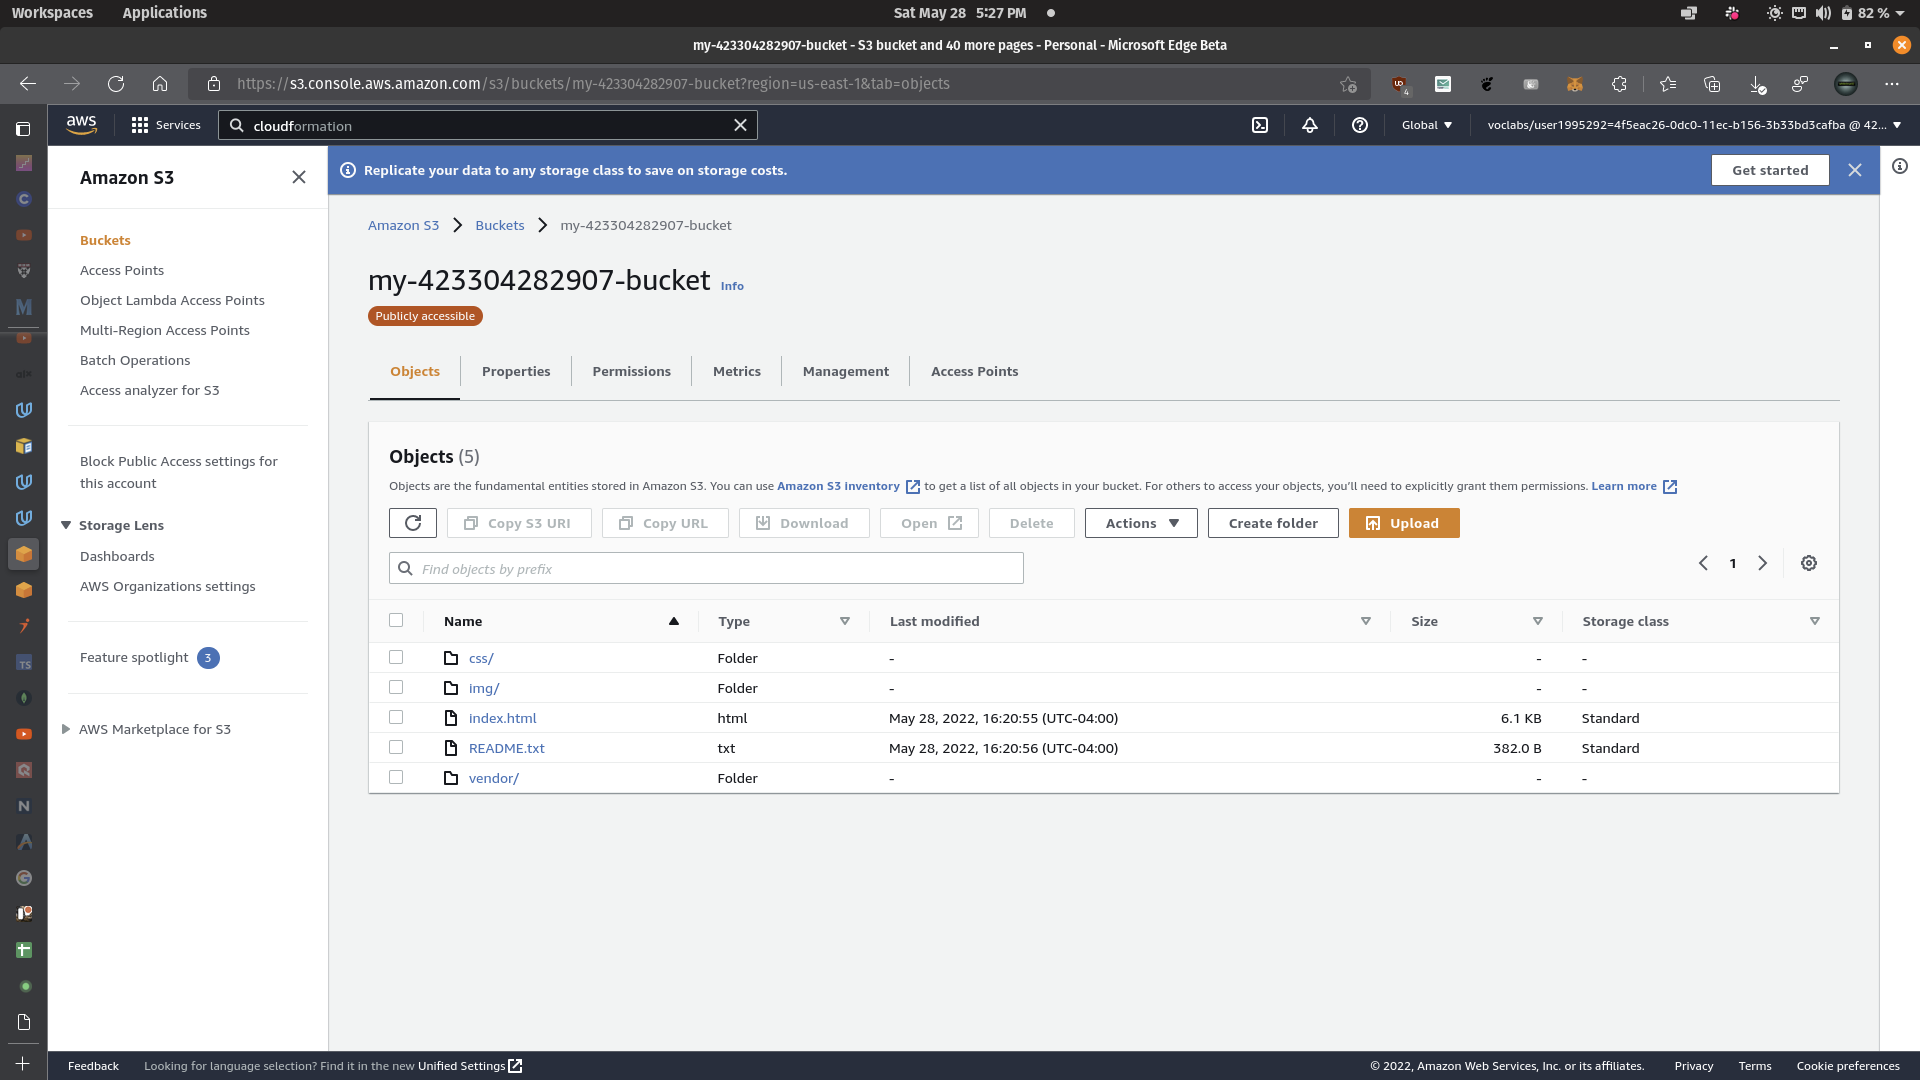 Workspaces Applications Sat May 28 5:27 PM 82 %
my-423304282907-bucket - S3 bucket and 40 more pages - Personal - Microsoft Edge Beta
https://s3.console.aws.amazon.com/s3/buckets/my-423304282907-bucket?region=us-east-1&tab=objects
aws Services cloudformation Global voclabs/user1995292=4f5eac26-0dc0-11ec-b156-3b33bd3cafba @ 42...
Amazon S3
Replicate your data to any storage class to save on storage costs. Get started
Buckets
Access Points
Object Lambda Access Points
Multi-Region Access Points
Batch Operations
Access analyzer for S3
Block Public Access settings for
this account
Storage Lens
Dashboards
AWS Organizations settings
Feature spotlight 3
AWS Marketplace for S3
Amazon S3 Buckets my-423304282907-bucket
my-423304282907-bucket Info
Publicly accessible
Objects Properties Permissions Metrics Management Access Points
Objects (5)
Objects are the fundamental entities stored in Amazon S3. You can use Amazon S3 inventory to get a list of all objects in your bucket. For others to access your objects, you'll need to explicitly grant them permissions. Learn more
Copy S3 URI Copy URL Download Open Delete Actions Create folder Upload
Find objects by prefix 1
Name Type Last modified Size Storage class
css/ Folder - - -
img/ Folder - - -
index.html html May 28, 2022, 16:20:55 (UTC-04:00) 6.1 KB Standard
README.txt txt May 28, 2022, 16:20:56 (UTC-04:00) 382.0 B Standard
vendor/ Folder - - -
Feedback Looking for language selection? Find it in the new Unified Settings © 2022, Amazon Web Services, Inc. or its affiliates. Privacy Terms Cookie preferences